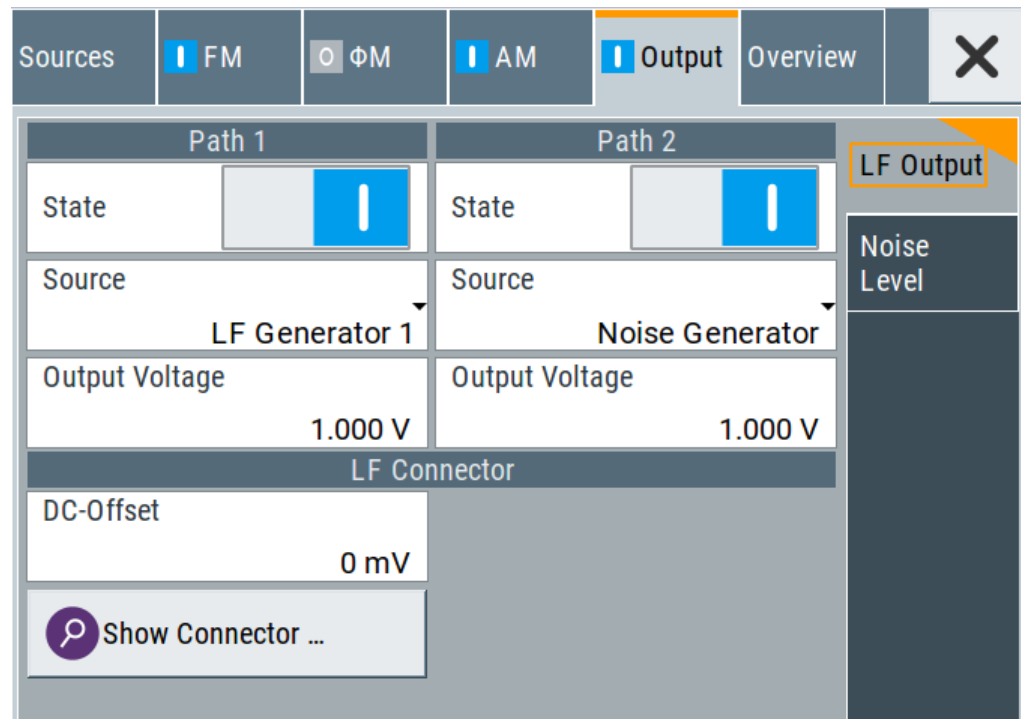 Sources
FM
O ΦM
AM
Output
Overview
Path 1
Path 2
LF Output
State
State
Noise
Level
Source
LF Generator 1
Source
Noise Generator
Output Voltage
1.000 V
Output Voltage
1.000 V
LF Connector
DC-Offset
0 mV
Show Connector ...